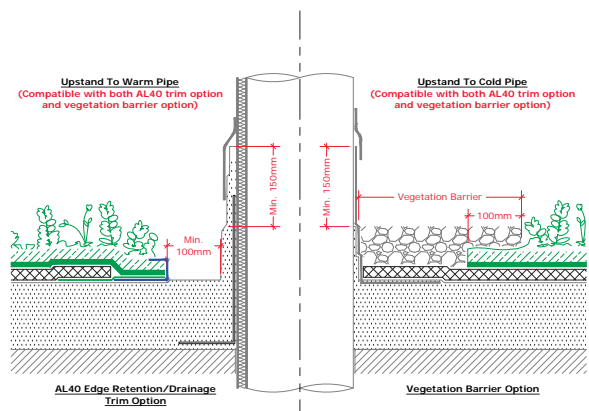 Upstand To Warm Pipe
(Compatible with both AL40 trim option
and vegetation barrier option)
Upstand To Cold Pipe
(Compatible with both AL40 trim option
and vegetation barrier option)
Min. 150mm
Min. 150mm
Vegetation Barrier
100mm
Min.
100mm
AL40 Edge Retention/Drainage
Trim Option
Vegetation Barrier Option